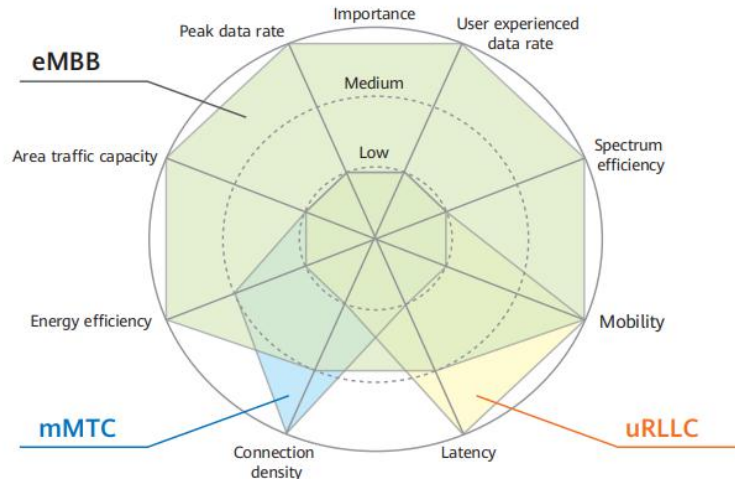 Importance
Peak data rate
User experienced
data rate
eMBB
Medium
Low
Area traffic capacity
Spectrum
efficiency
Energy efficiency
Mobility
mMTC
uRLLC
Connection
density
Latency